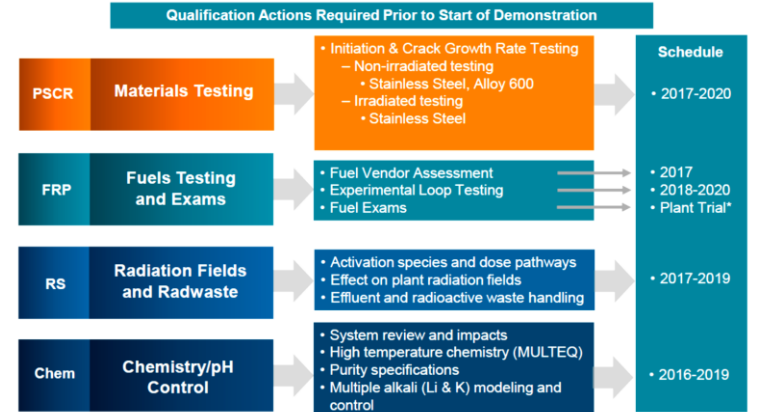 Qualification Actions Required Prior to Start of Demonstration
Schedule
PSCR
Materials Testing
• Initiation & Crack Growth Rate Testing
– Non-irradiated testing
• Stainless Steel, Alloy 600
– Irradiated testing
• Stainless Steel
• 2017-2020
FRP
Fuels Testing
and Exams
• Fuel Vendor Assessment
• Experimental Loop Testing
• Fuel Exams
• 2017
• 2018-2020
• Plant Trial*
RS
Radiation Fields
and Radwaste
• Activation species and dose pathways
• Effect on plant radiation fields
• Effluent and radioactive waste handling
• 2017-2019
Chem
Chemistry/pH
Control
• System review and impacts
• High temperature chemistry (MULTEQ)
• Purity specifications
• Multiple alkali (Li & K) modeling and
control
• 2016-2019